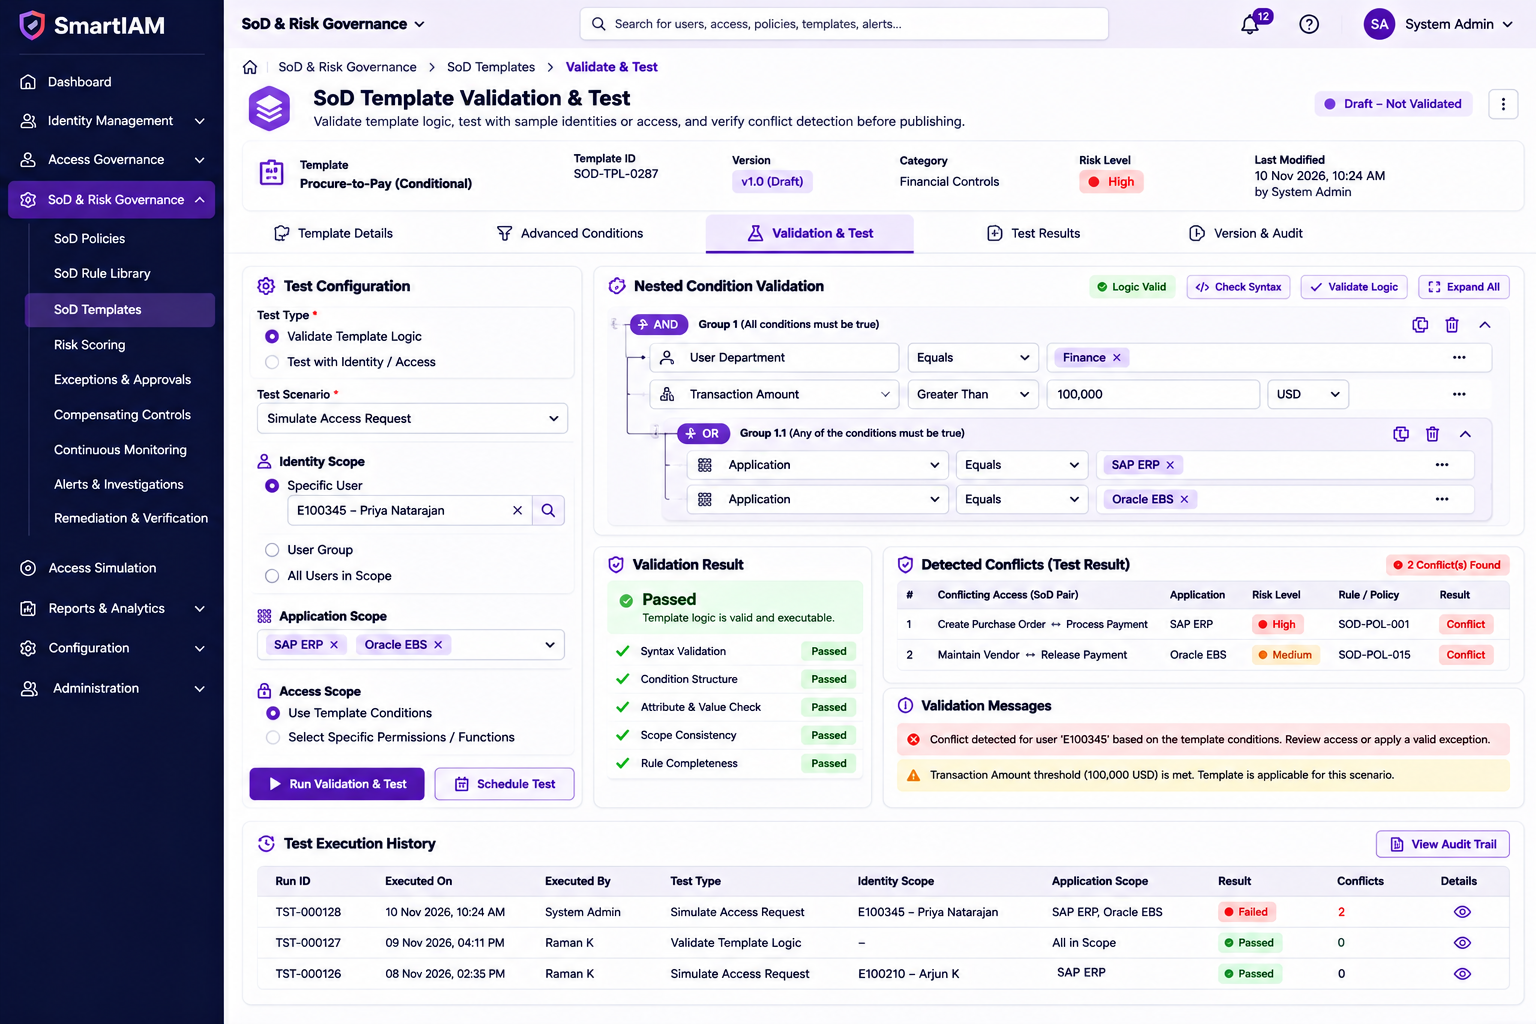 SmartIAM
Dashboard
Identity Management
Access Governance
SoD & Risk Governance
SoD Policies
SoD Rule Library
SoD Templates
Risk Scoring
Exceptions & Approvals
Compensating Controls
Continuous Monitoring
Alerts & Investigations
Remediation & Verification
Access Simulation
Reports & Analytics
Configuration
Administration
SoD & Risk Governance
Search for users, access, policies, templates, alerts...
12
SA System Admin
SoD & Risk Governance > SoD Templates > Validate & Test
SoD Template Validation & Test
Validate template logic, test with sample identities or access, and verify conflict detection before publishing.
Draft – Not Validated
Template
Procure-to-Pay (Conditional)
Template ID
SOD-TPL-0287
Version
v1.0 (Draft)
Category
Financial Controls
Risk Level
High
Last Modified
10 Nov 2026, 10:24 AM
by System Admin
Template Details
Advanced Conditions
Validation & Test
Test Results
Version & Audit
Test Configuration
Test Type *
Validate Template Logic
Test with Identity / Access
Test Scenario *
Simulate Access Request
Identity Scope
Specific User
E100345 – Priya Natarajan
User Group
All Users in Scope
Application Scope
SAP ERP × Oracle EBS ×
Access Scope
Use Template Conditions
Select Specific Permissions / Functions
Run Validation & Test
Schedule Test
Nested Condition Validation
Logic Valid
</> Check Syntax
Validate Logic
Expand All
AND Group 1 (All conditions must be true)
User Department Equals Finance ×
Transaction Amount Greater Than 100,000 USD
OR Group 1.1 (Any of the conditions must be true)
Application Equals SAP ERP ×
Application Equals Oracle EBS ×
Validation Result
Passed
Template logic is valid and executable.
Syntax Validation Passed
Condition Structure Passed
Attribute & Value Check Passed
Scope Consistency Passed
Rule Completeness Passed
Detected Conflicts (Test Result)
2 Conflict(s) Found
# Conflicting Access (SoD Pair) Application Risk Level Rule / Policy Result
1 Create Purchase Order ↔ Process Payment SAP ERP High SOD-POL-001 Conflict
2 Maintain Vendor ↔ Release Payment Oracle EBS Medium SOD-POL-015 Conflict
Validation Messages
Conflict detected for user 'E100345' based on the template conditions. Review access or apply a valid exception.
Transaction Amount threshold (100,000 USD) is met. Template is applicable for this scenario.
Test Execution History
View Audit Trail
Run ID Executed On Executed By Test Type Identity Scope Application Scope Result Conflicts Details
TST-000128 10 Nov 2026, 10:24 AM System Admin Simulate Access Request E100345 – Priya Natarajan SAP ERP, Oracle EBS Failed 2
TST-000127 09 Nov 2026, 04:11 PM Raman K Validate Template Logic – All in Scope Passed 0
TST-000126 08 Nov 2026, 02:35 PM Raman K Simulate Access Request E100210 – Arjun K SAP ERP Passed 0